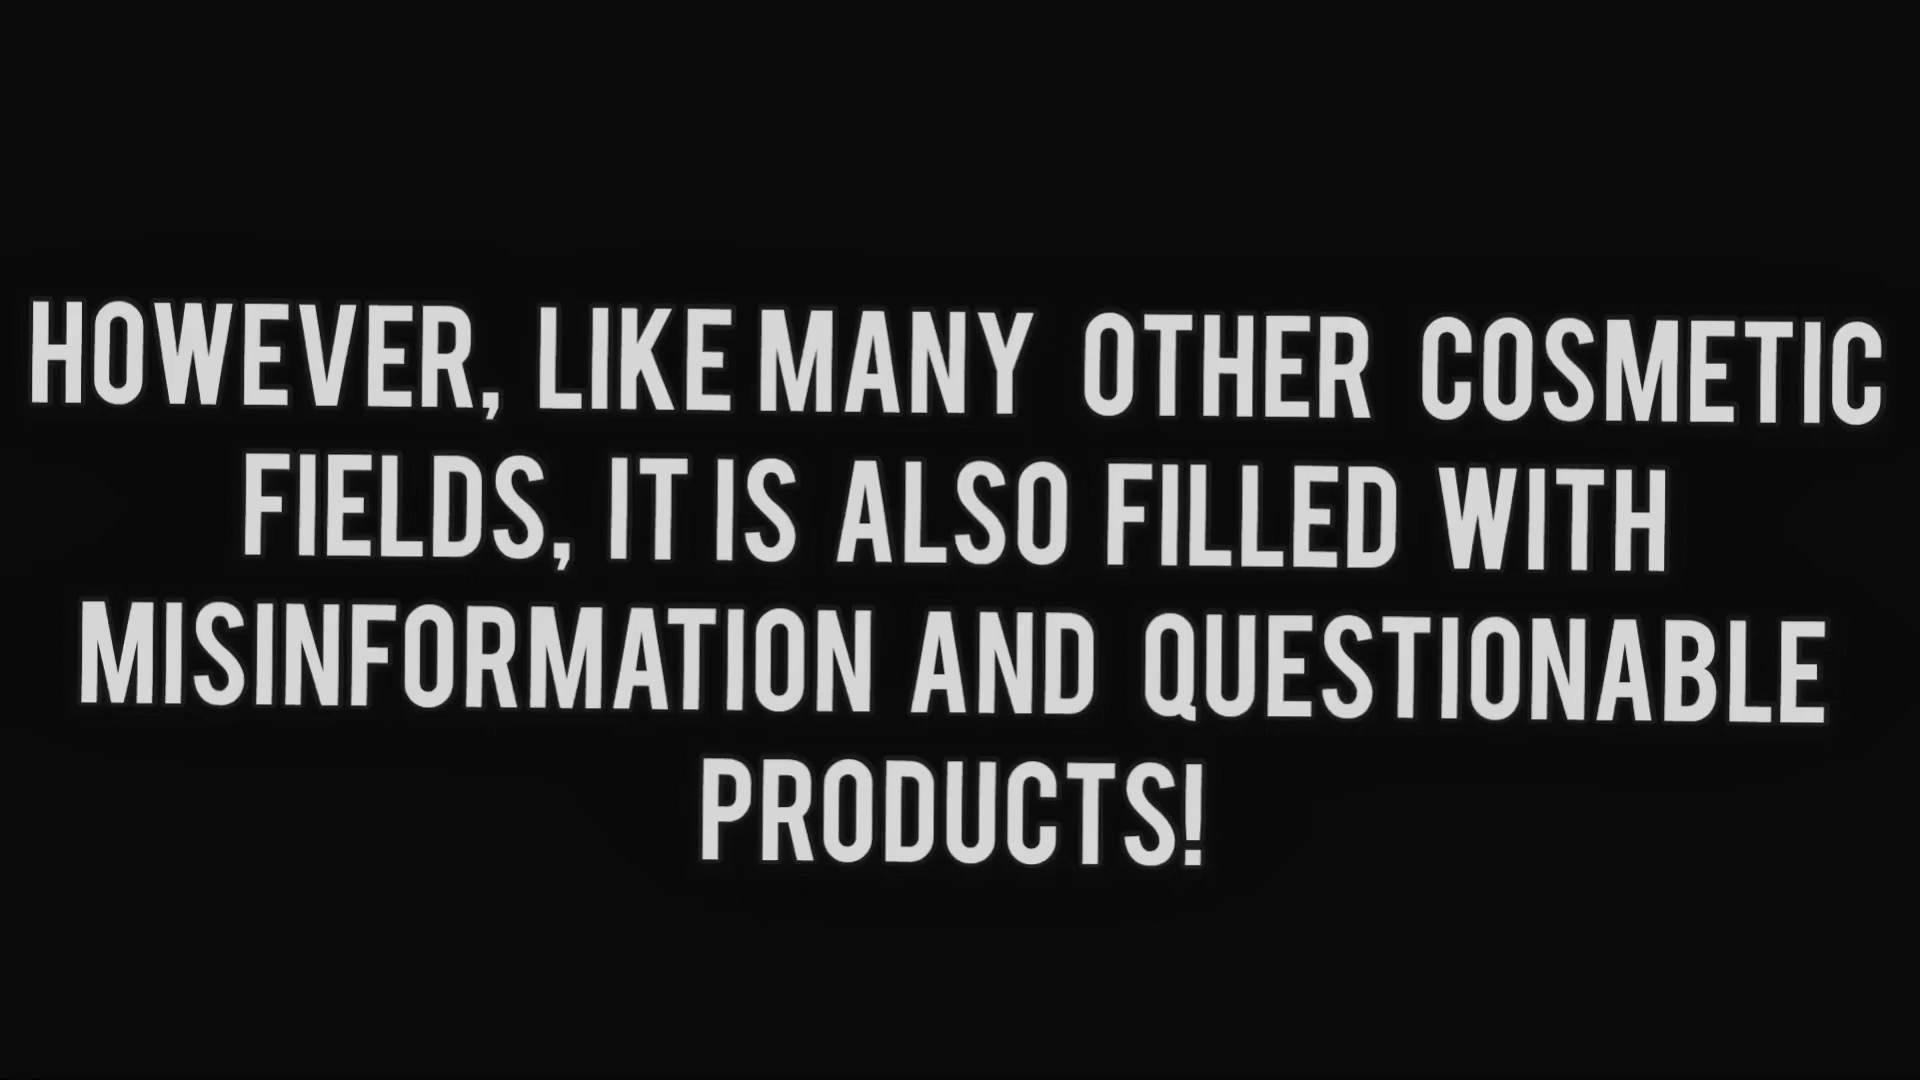 HOWEVER, LIKE MANY OTHER COSMETIC
FIELDS, IT IS ALSO FILLED WITH
MISINFORMATION AND QUESTIONABLE
PRODUCTS!